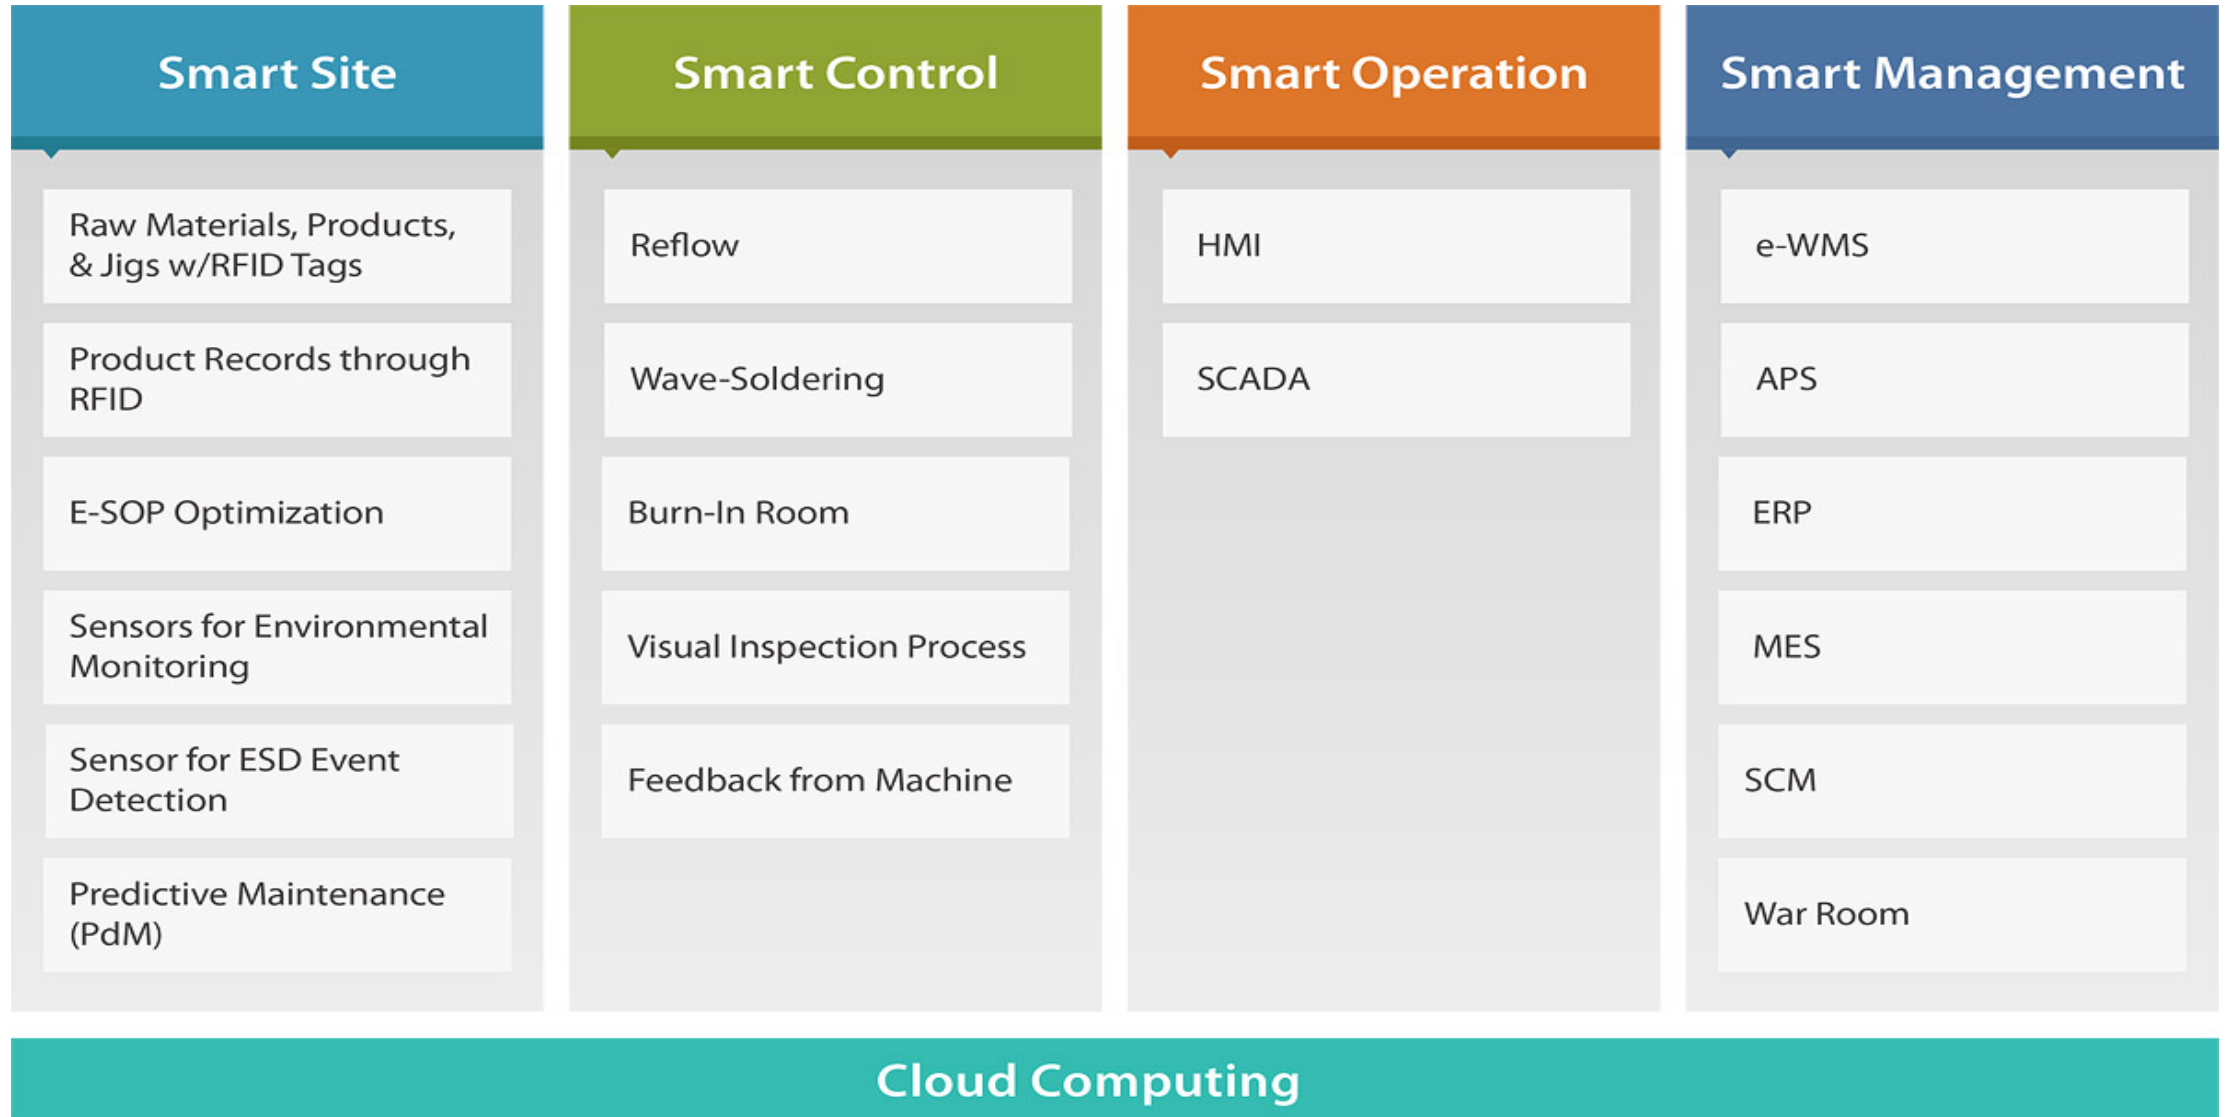 Smart Site
Raw Materials, Products,
& Jigs w/RFID Tags
Product Records through
RFID
E-SOP Optimization
Sensors for Environmental
Monitoring
Sensor for ESD Event
Detection
Predictive Maintenance
(PdM)
Smart Control
Reflow
Wave-Soldering
Burn-In Room
Visual Inspection Process
Feedback from Machine
Smart Operation
HMI
SCADA
Smart Management
e-WMS
APS
ERP
MES
SCM
War Room
Cloud Computing